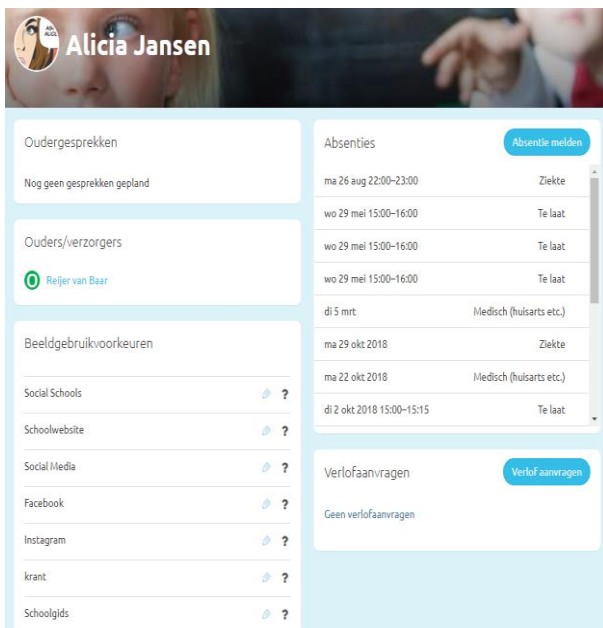 Alicia Jansen
Oudergesprekken
Nog geen gesprekken gepland
Ouders/verzorgers
Reijer van Baar
Beeldgebruikvoorkeuren
Social Schools ?
Schoolwebsite ?
Social Media ?
Facebook ?
Instagram ?
krant ?
Schoolgids ?
Absenties Absentie melden
ma 26 aug 22:00–23:00 Ziekte
wo 29 mei 15:00–16:00 Te laat
wo 29 mei 15:00–16:00 Te laat
wo 29 mei 15:00–16:00 Te laat
di 5 mrt Medisch (huisarts etc.)
ma 29 okt 2018 Ziekte
ma 22 okt 2018 Medisch (huisarts etc.)
di 2 okt 2018 15:00–15:15 Te laat
Verlofaanvragen Verlof aanvragen
Geen verlofaanvragen